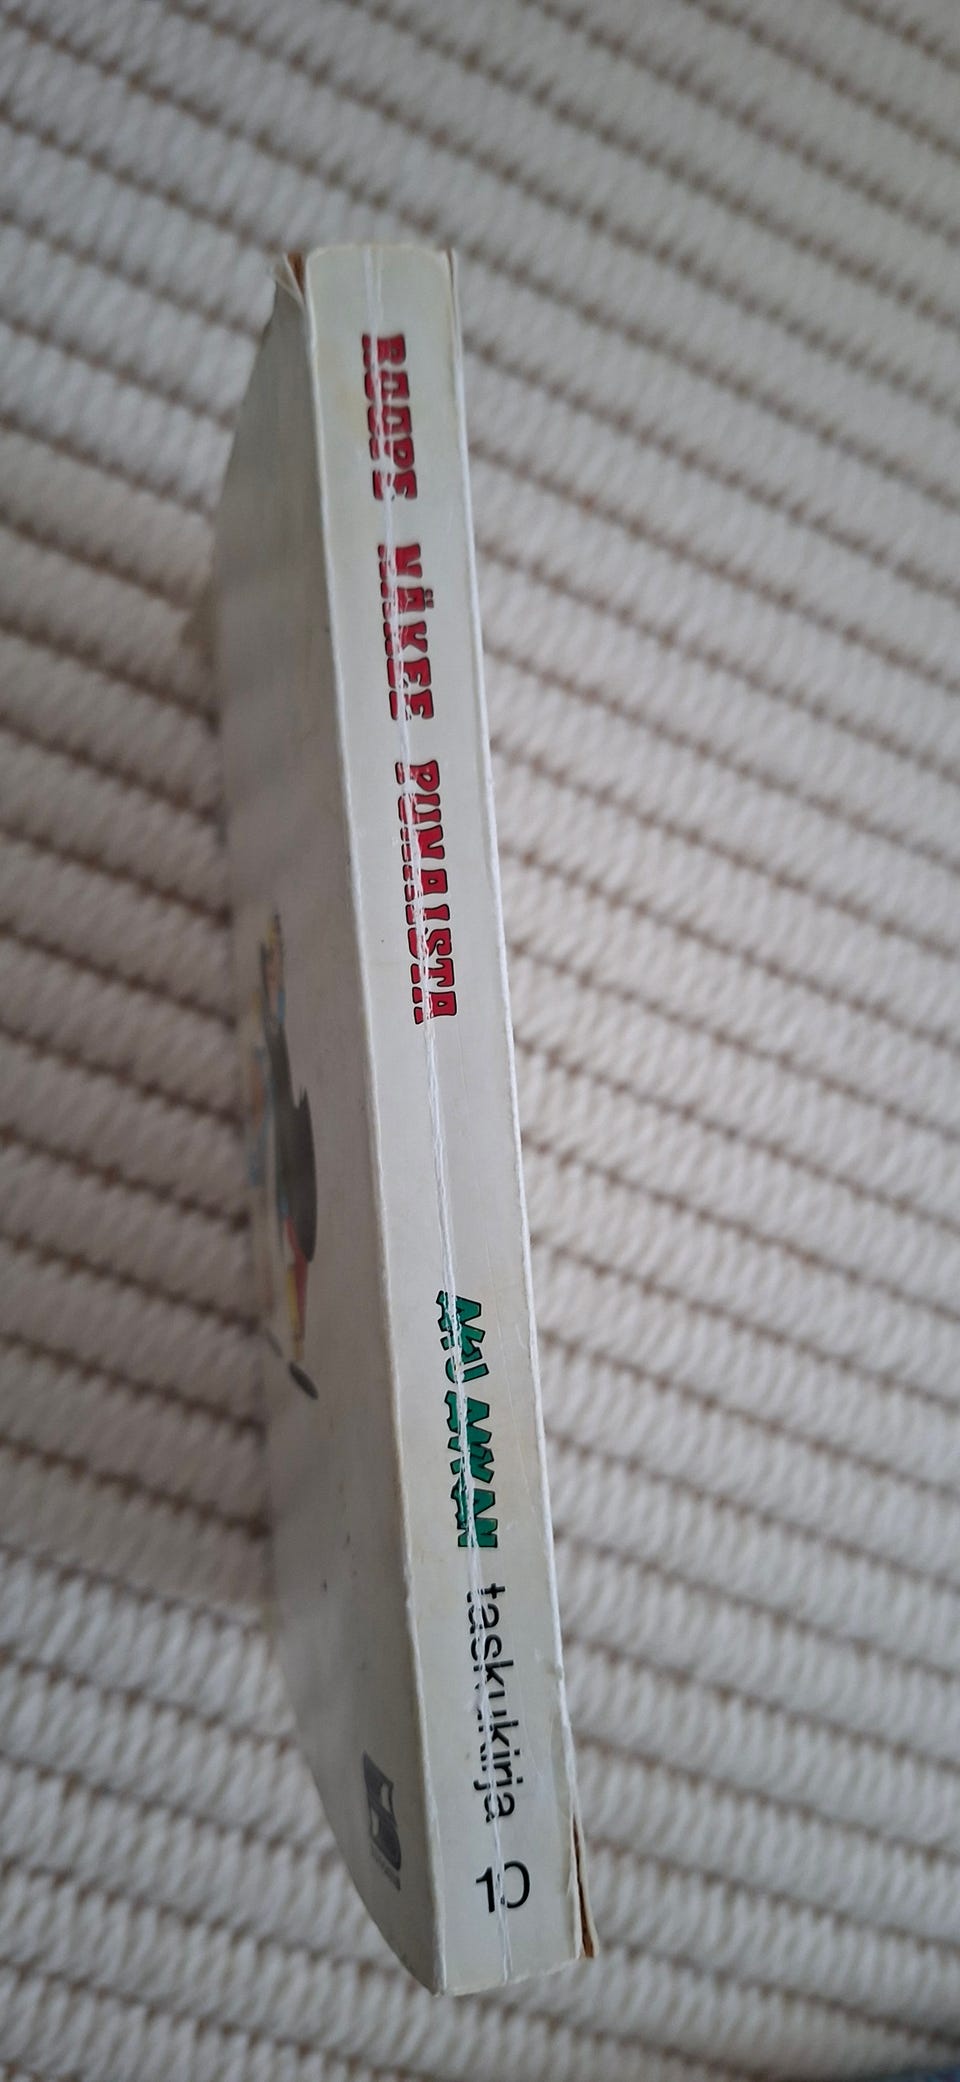 ROOPE NÄKEE PUNAISTA
AKU ANKAN taskukirja 10